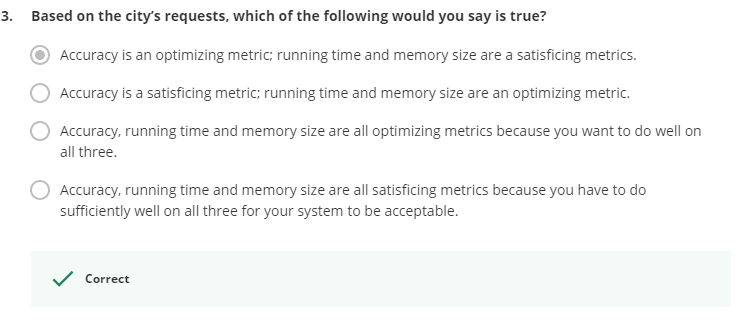 3. Based on the city's requests, which of the following would you say is true?
Accuracy is an optimizing metric; running time and memory size are a satisficing metrics.
Accuracy is a satisficing metric; running time and memory size are an optimizing metric.
Accuracy, running time and memory size are all optimizing metrics because you want to do well on
all three.
Accuracy, running time and memory size are all satisficing metrics because you have to do
sufficiently well on all three for your system to be acceptable.
Correct